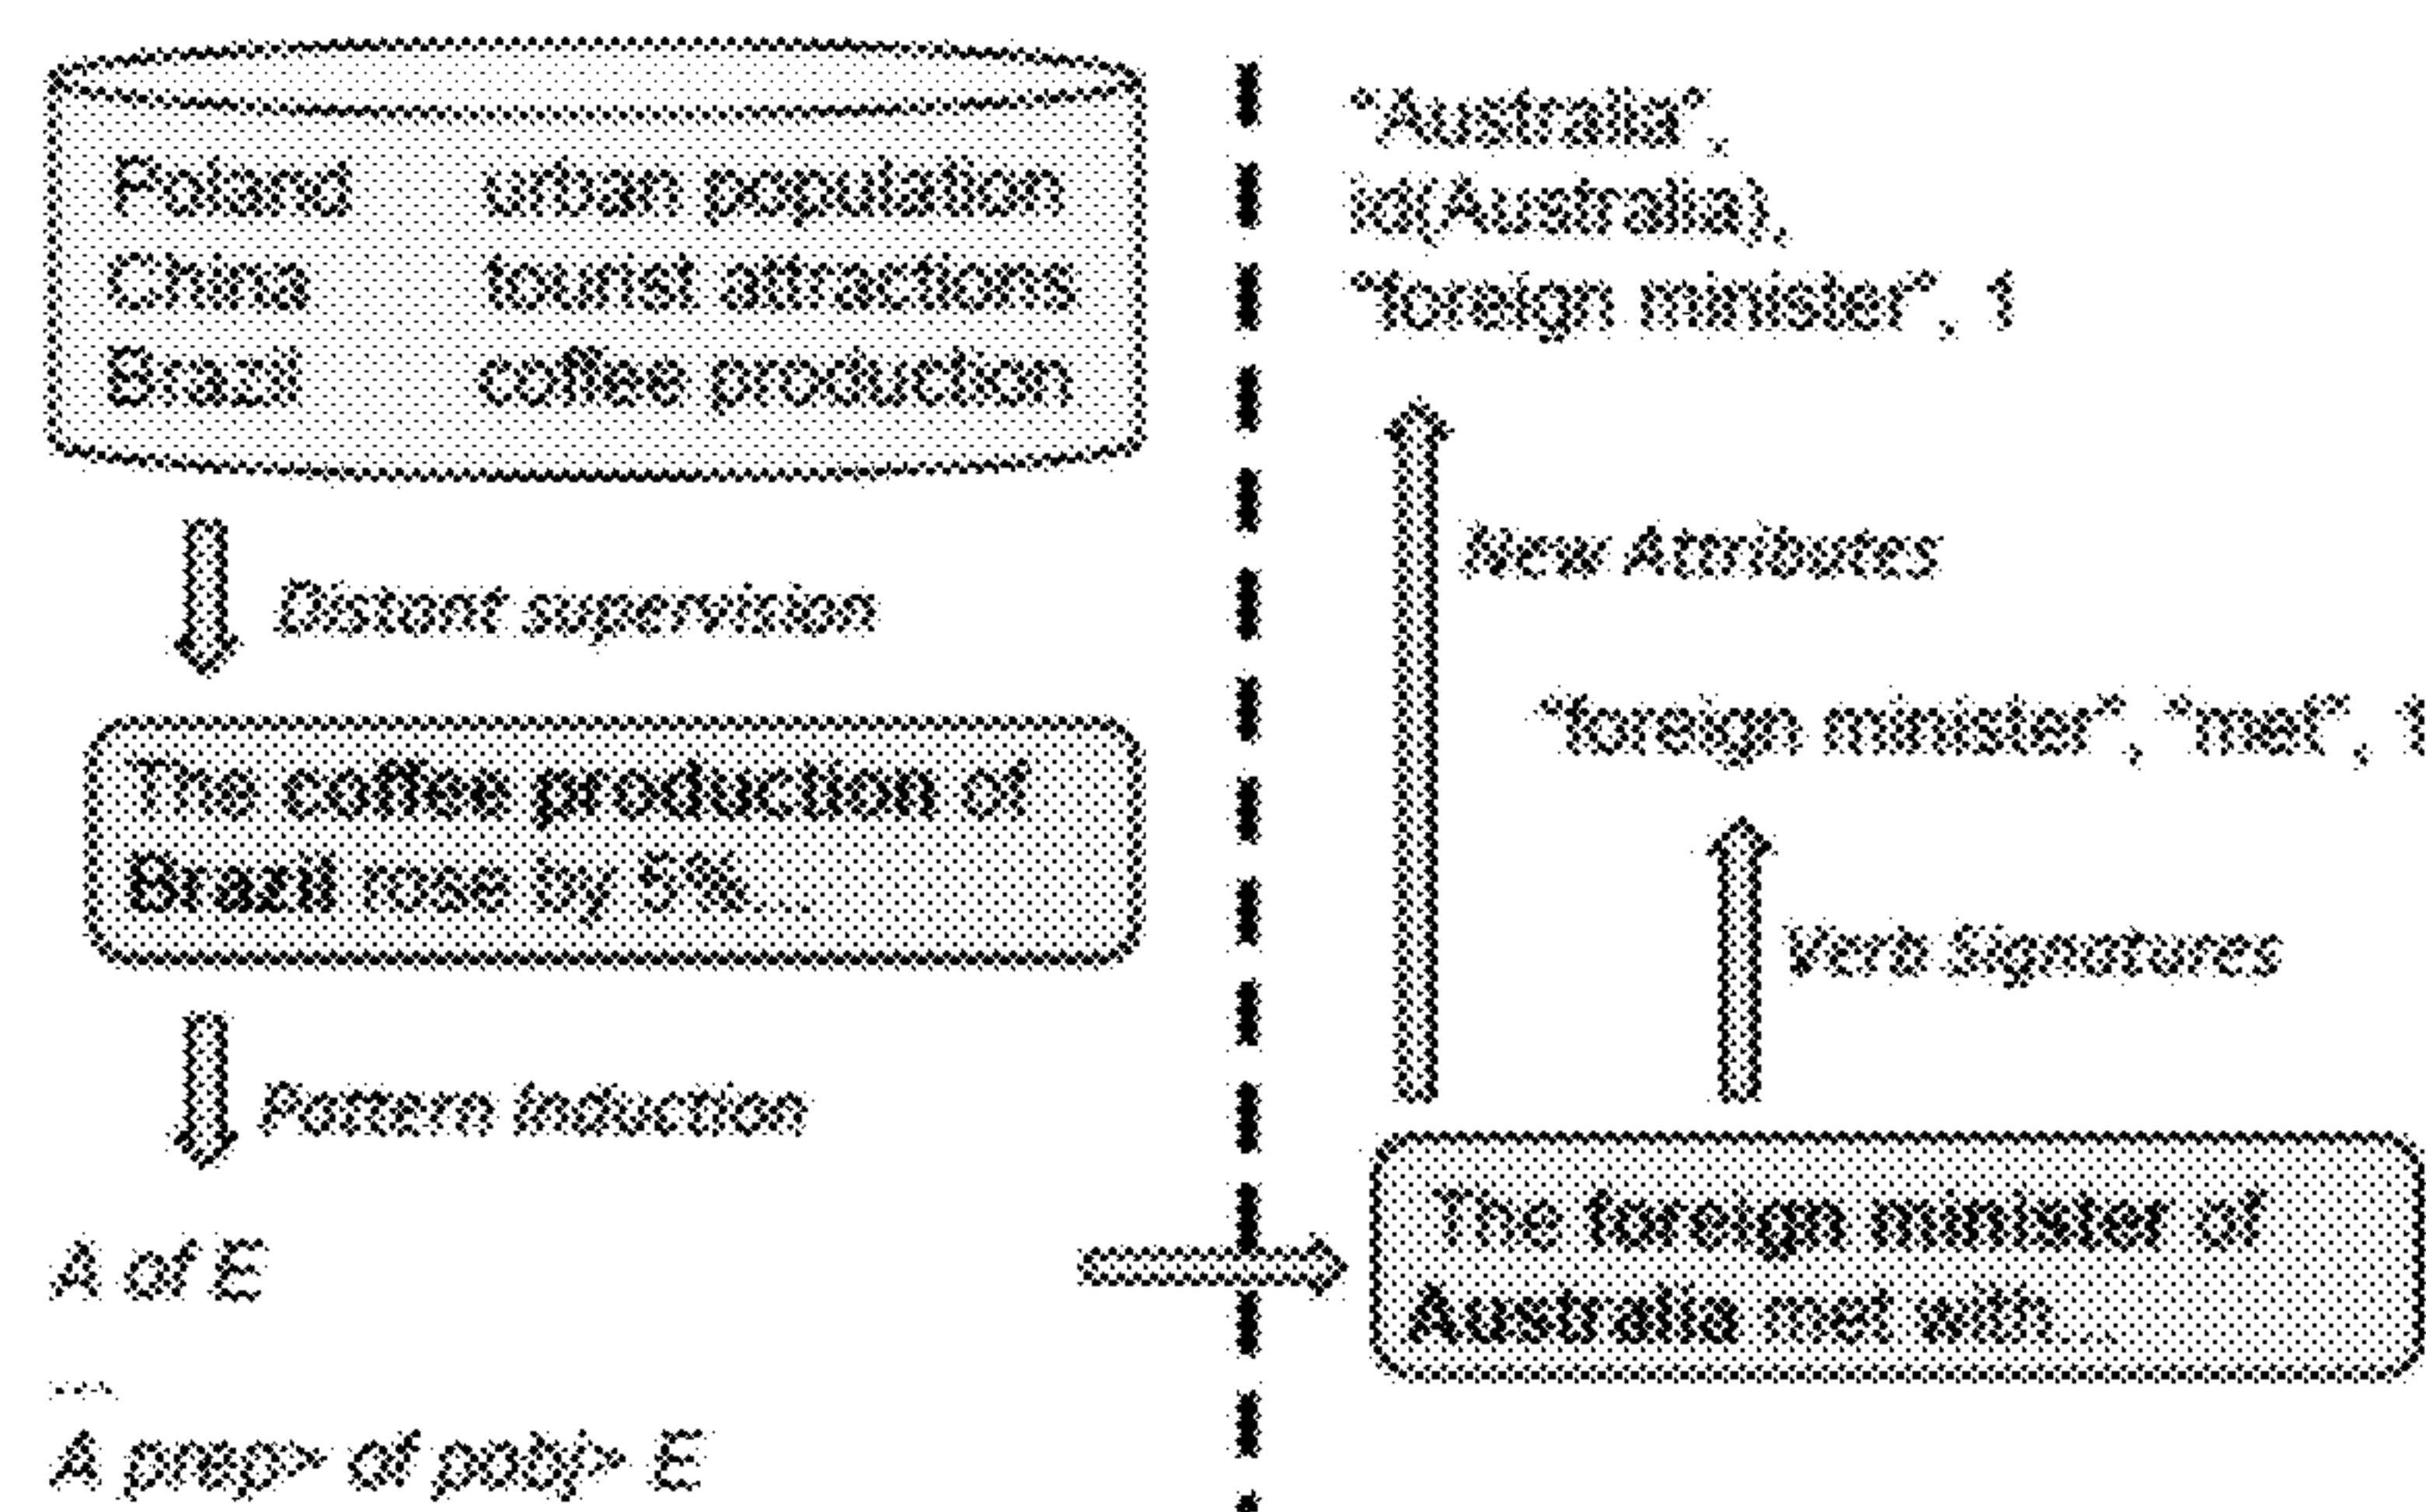 Poland urban population
China tourist attractions
Brazil coffee production
Distant supervision
The coffee production of
Brazil rose by 5%...
Pattern Induction
A of E
...
A prep> of pobj> E
"Australia",
id(Australia),
"foreign minister", 1
New Attributes
"foreign minister", "met", 1
Verb Signatures
The foreign minister of
Australia met with...